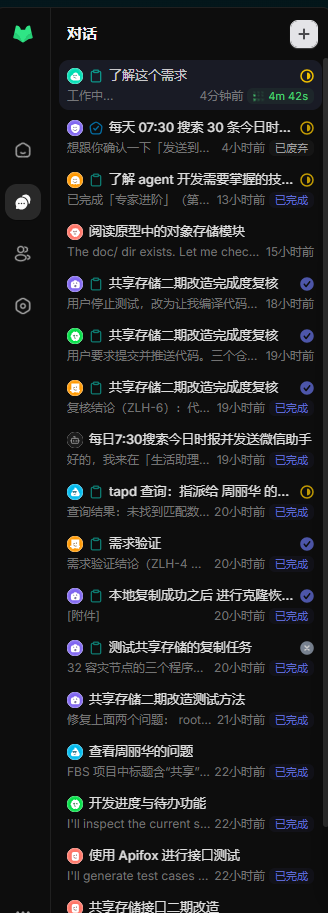 对话
了解这个需求
工作中... 4分钟前 4m 42s
每天 07:30 搜索 30 条今日时...
想跟你确认一下「发送到... 4小时前 已废弃
了解 agent 开发需要掌握的技...
已完成「专家进阶」（第... 13小时前 已完成
阅读原型中的对象存储模块
The doc/ dir exists. Let me chec... 15小时前
共享存储二期改造完成度复核
用户停止测试，改为让我编译代码... 18小时前
共享存储二期改造完成度复核
用户要求提交并推送代码。三个仓... 19小时前
共享存储二期改造完成度复核
复核结论（ZLH-6）：代... 19小时前 已完成
每日7:30搜索今日时报并发送微信助手
好的，我来在「生活助理... 19小时前 已完成
tapd 查询：指派给 周丽华 的...
查询结果：未找到匹配数... 20小时前 已完成
需求验证
需求验证结论（ZLH-4 ... 20小时前 已完成
本地复制成功之后 进行克隆恢...
[附件] 20小时前 已完成
测试共享存储的复制任务
32 容灾节点的三个程序... 20小时前 已完成
共享存储二期改造测试方法
修复上面两个问题： root... 21小时前 已完成
查看周丽华的问题
FBS 项目中标题含“共享”... 22小时前 已完成
开发进度与待办功能
I'll inspect the current s... 22小时前 已完成
使用 Apifox 进行接口测试
I'll generate test cases ... 22小时前 已完成
共享存储接口二期改造